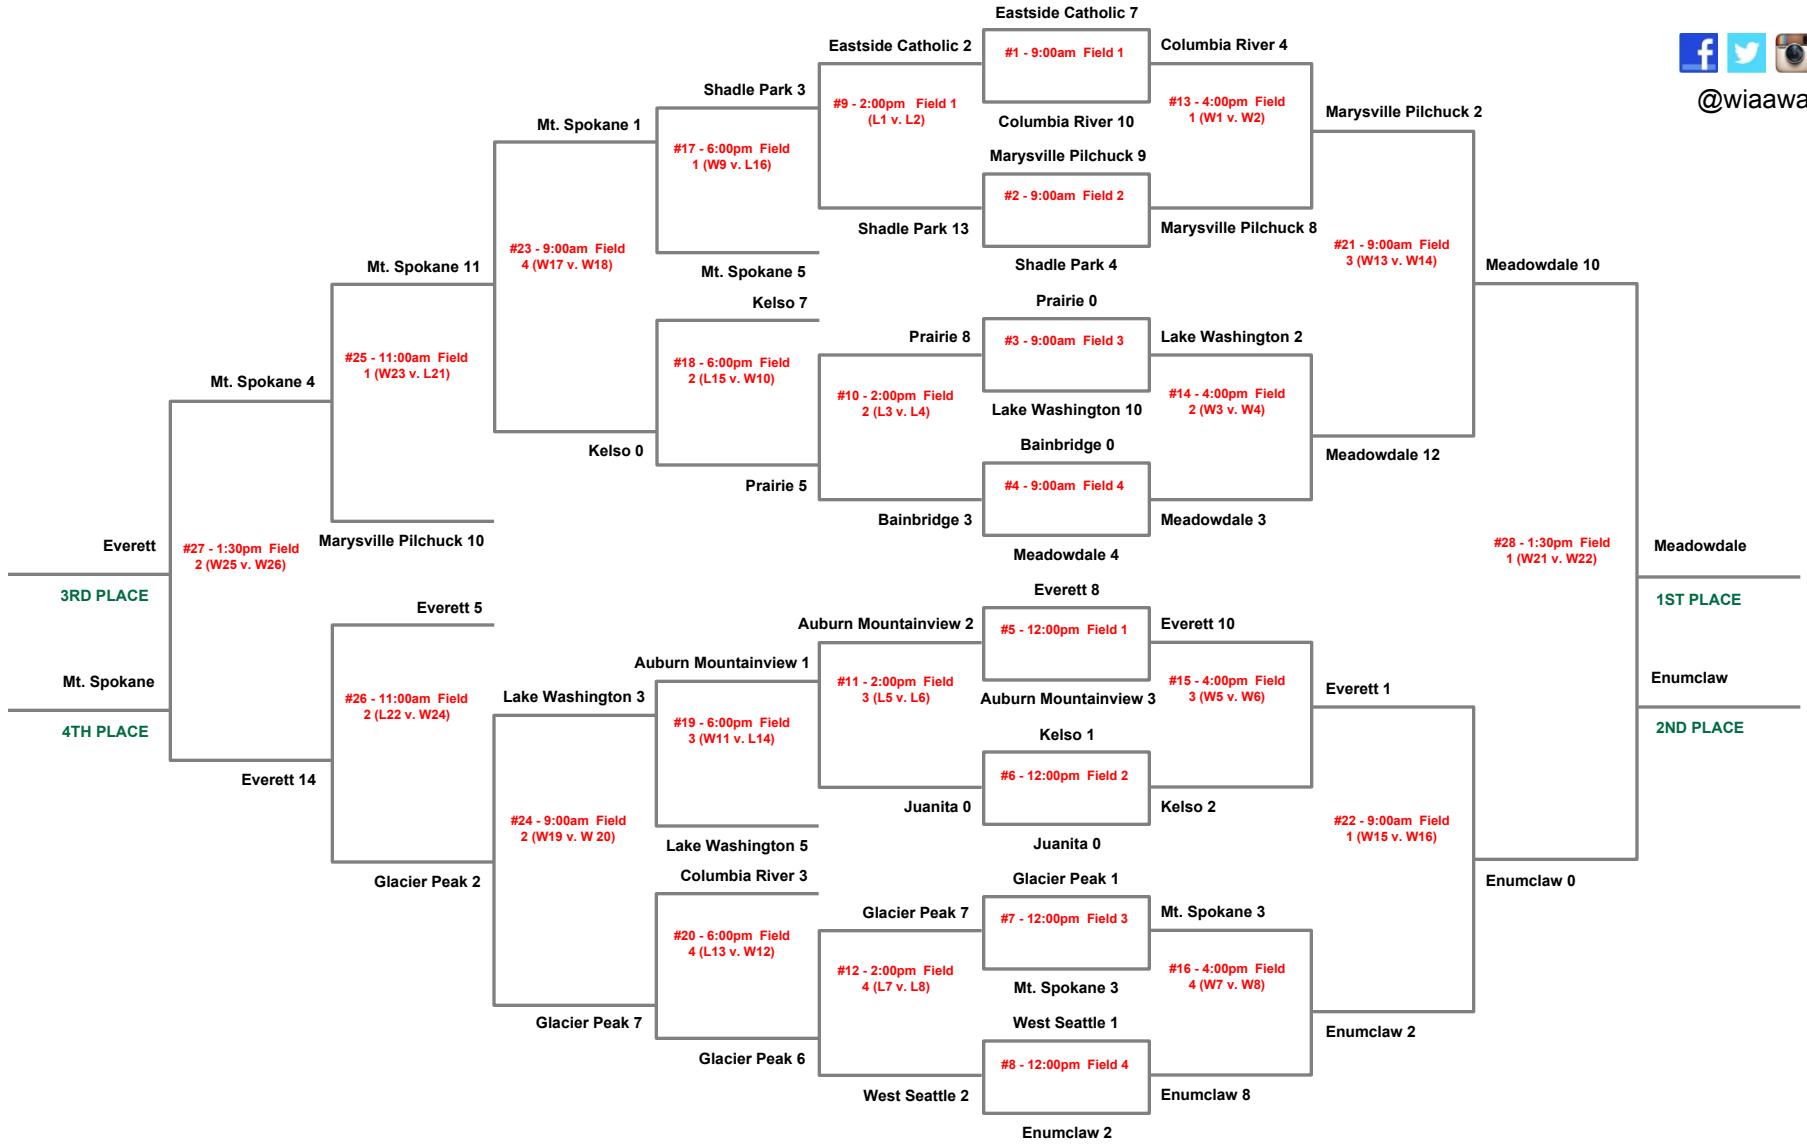 Eastside Catholic 7
Eastside Catholic 2
#1 - 9:00am Field 1
Columbia River 4
Shadle Park 3
#9 - 2:00pm Field 1
(L1 v. L2)
#13 - 4:00pm Field
1 (W1 v. W2)
@wiaawa
Mt. Spokane 1
Columbia River 10
Marysville Pilchuck 2
#17 - 6:00pm Field
1 (W9 v. L16)
Marysville Pilchuck 9
#2 - 9:00am Field 2
Shadle Park 13
Marysville Pilchuck 8
#23 - 9:00am Field
4 (W17 v. W18)
#21 - 9:00am Field
3 (W13 v. W14)
Mt. Spokane 11
Mt. Spokane 5
Shadle Park 4
Meadowdale 10
Kelso 7
Prairie 0
Prairie 8
#3 - 9:00am Field 3
Lake Washington 2
#25 - 11:00am Field
1 (W23 v. L21)
#18 - 6:00pm Field
2 (L15 v. W10)
Mt. Spokane 4
#10 - 2:00pm Field
2 (L3 v. L4)
Lake Washington 10
#14 - 4:00pm Field
2 (W3 v. W4)
Kelso 0
Bainbridge 0
Meadowdale 12
Prairie 5
#4 - 9:00am Field 4
Bainbridge 3
Meadowdale 3
Everett
#27 - 1:30pm Field
2 (W25 v. W26)
Marysville Pilchuck 10
Meadowdale 4
#28 - 1:30pm Field
1 (W21 v. W22)
Meadowdale
3RD PLACE
Everett 5
Everett 8
1ST PLACE
Auburn Mountainview 2
#5 - 12:00pm Field 1
Everett 10
Auburn Mountainview 1
Mt. Spokane
#26 - 11:00am Field
2 (L22 v. W24)
Lake Washington 3
#11 - 2:00pm Field
3 (L5 v. L6)
Auburn Mountainview 3
#15 - 4:00pm Field
3 (W5 v. W6)
Everett 1
Enumclaw
4TH PLACE
#19 - 6:00pm Field
3 (W11 v. L14)
Kelso 1
2ND PLACE
Everett 14
#6 - 12:00pm Field 2
Juanita 0
Kelso 2
#24 - 9:00am Field
2 (W19 v. W 20)
#22 - 9:00am Field
1 (W15 v. W16)
Lake Washington 5
Juanita 0
Glacier Peak 2
Columbia River 3
Glacier Peak 1
Enumclaw 0
Glacier Peak 7
#7 - 12:00pm Field 3
Mt. Spokane 3
#20 - 6:00pm Field
4 (L13 v. W12)
#12 - 2:00pm Field
4 (L7 v. L8)
Mt. Spokane 3
#16 - 4:00pm Field
4 (W7 v. W8)
Glacier Peak 7
West Seattle 1
Enumclaw 2
Glacier Peak 6
#8 - 12:00pm Field 4
West Seattle 2
Enumclaw 8
Enumclaw 2